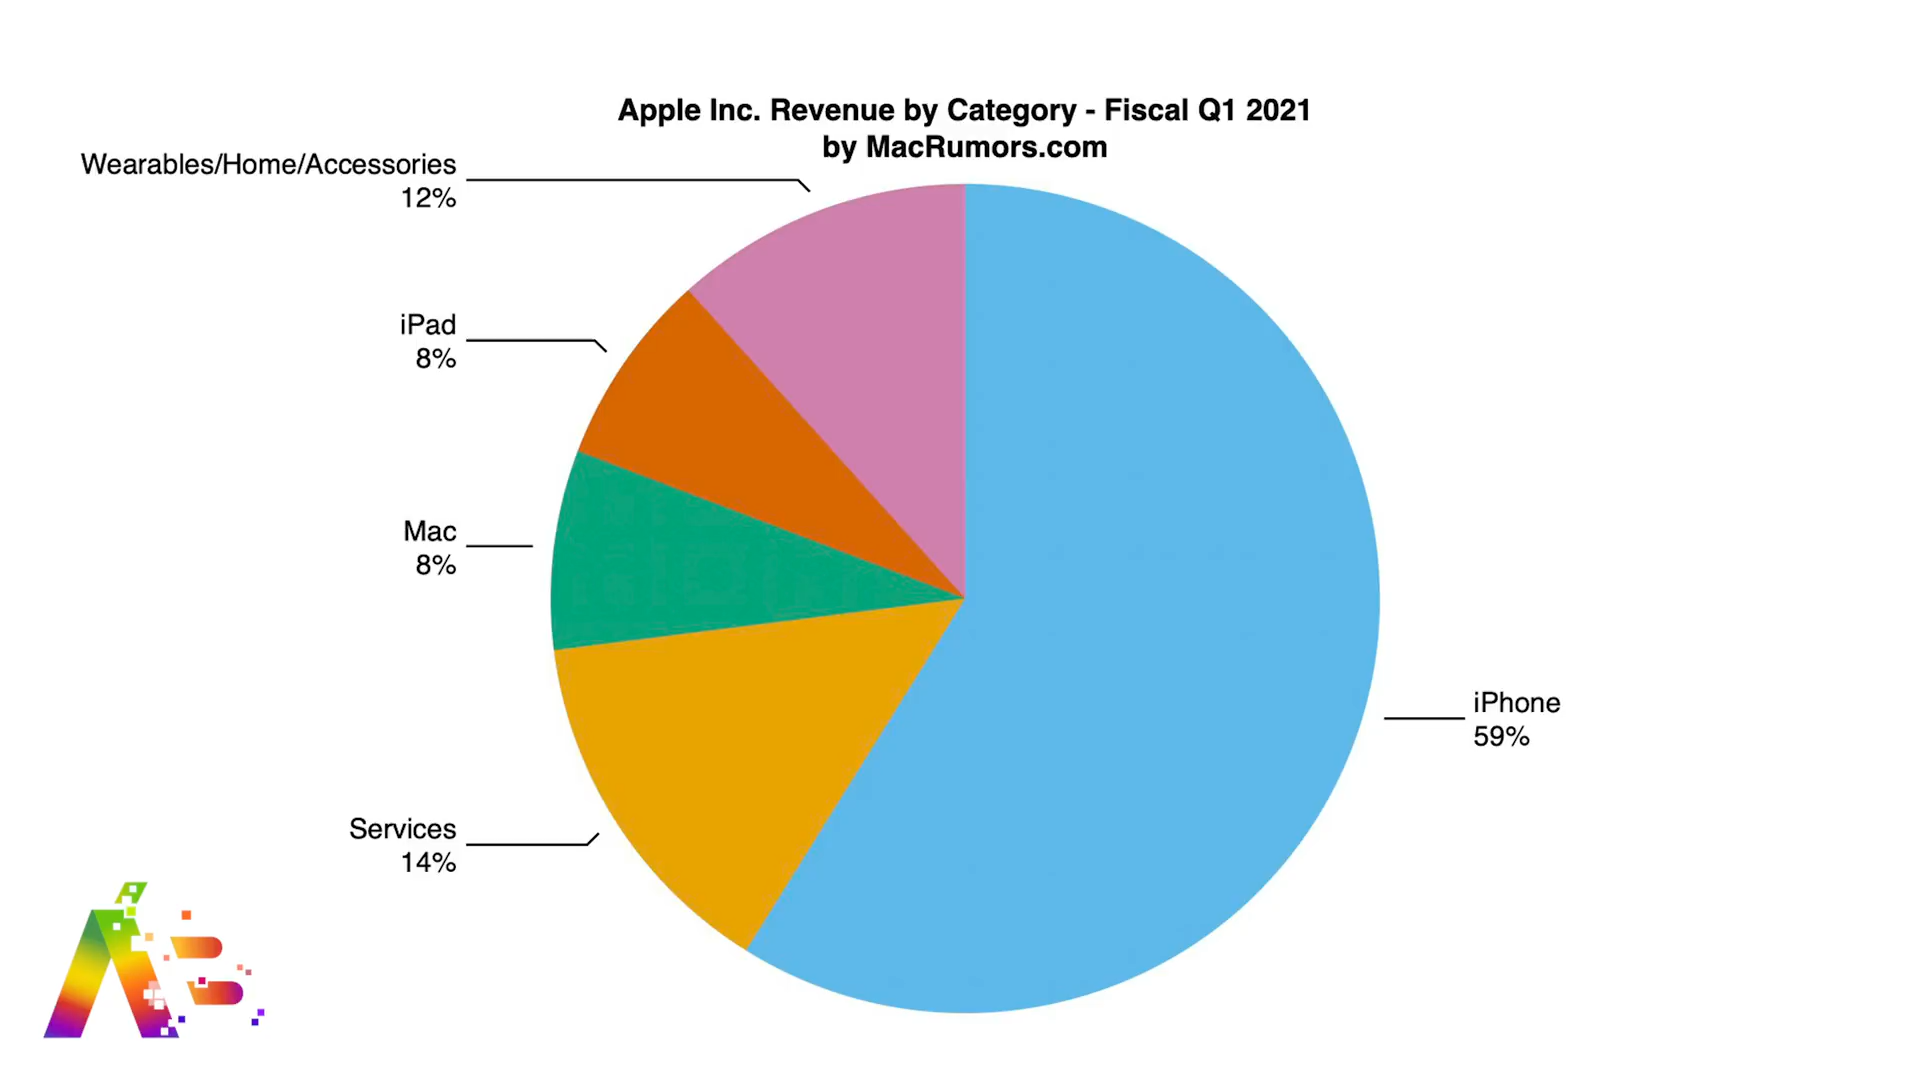 Apple Inc. Revenue by Category - Fiscal Q1 2021
by MacRumors.com
Wearables/Home/Accessories
12%
iPad
8%
Mac
8%
iPhone
59%
Services
14%